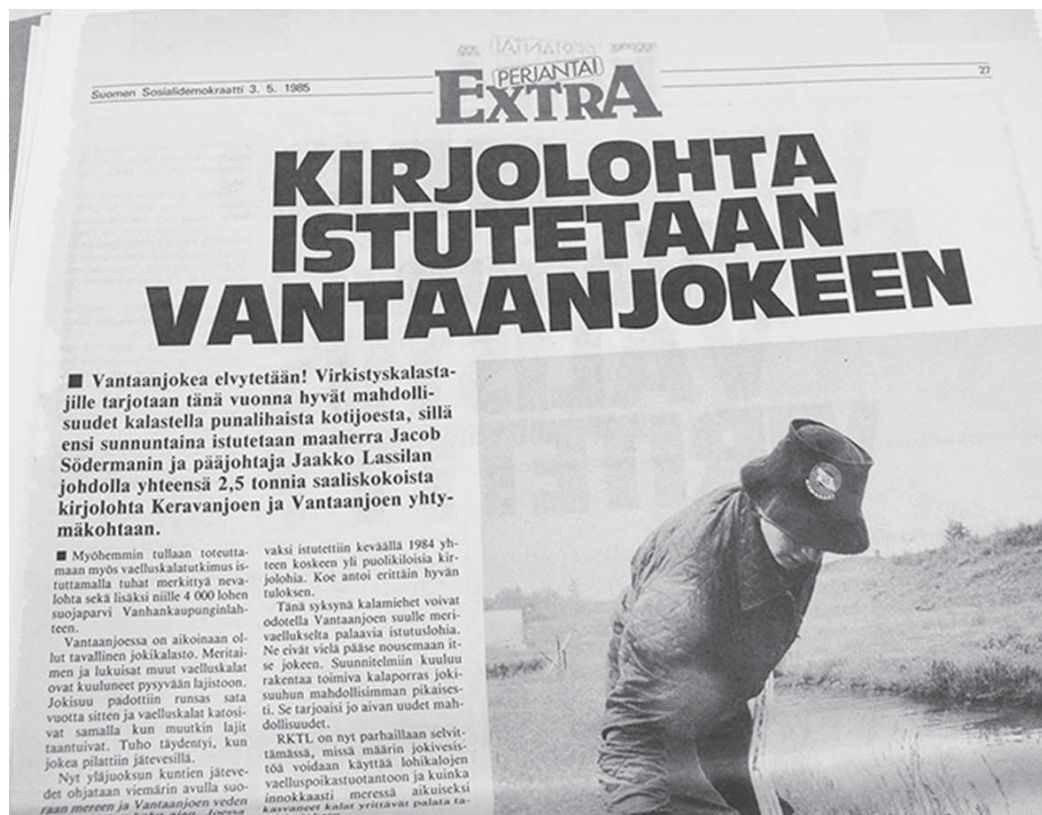 Suomen Sosialidemokraatti 3. 5. 1985
PERJANTAI
EXTRA
27
KIRJOLOHTA
ISTUTETAAN
VANTAANJOKEEN
■ Vantaanjokea elvytetään! Virkistyskalasta-
jille tarjotaan tänä vuonna hyvät mahdolli-
suudet kalastella punalihaista kotijoesta, sillä
ensi sunnuntaina istutetaan maaherra Jacob
Södermanin ja pääjohtaja Jaakko Lassilan
johdolla yhteensä 2,5 tonnia saaliskokoista
kirjolohta Keravanjoen ja Vantaanjoen yhty-
mäkohtaan.
■ Myöhemmin tullaan toteutta-
maan myös vaelluskalatutkimus is-
tuttamalla tuhat merkittyä neva-
lohta sekä lisäksi niille 4 000 lohen
suojaparvi Vanhankaupunginlah-
teen.
Vantaanjoessa on aikoinaan ol-
lut tavallinen jokikalasto. Meritai-
men ja lukuisat muut vaelluskalat
ovat kuuluneet pysyvään lajistoon.
Jokisuu padottiin runsas sata
vuotta sitten ja vaelluskalat katosi-
vat samalla kun muutkin lajit
taantuivat. Tuho täydentyi, kun
jokea pilattiin jätevesillä.
Nyt yläjuoksun kuntien jäteve-
det ohjataan viemärin avulla suo-
raan mereen ja Vantaanjoen veden
vaksi istutettiin keväällä 1984 yh-
teen koskeen yli puolikiloisia kir-
jolohia. Koe antoi erittäin hyvän
tuloksen.
Tänä syksynä kalamiehet voivat
odotella Vantaanjoen suulle meri-
vaellukselta palaavia istutuslohia.
Ne eivät vielä pääse nousemaan it-
se jokeen. Suunnitelmiin kuuluu
rakentaa toimiva kalaporras joki-
suuhun mahdollisimman pikaises-
ti. Se tarjoaisi jo aivan uudet mah-
dollisuudet.
RKTL on nyt parhaillaan selvit-
tämässä, missä määrin jokivesis-
töä voidaan käyttää lohikalojen
vaelluspoikastuotantoon ja kuinka
innokkaasti meressä aikuiseksi
kasvaneet kalat yrittävät palata ta-